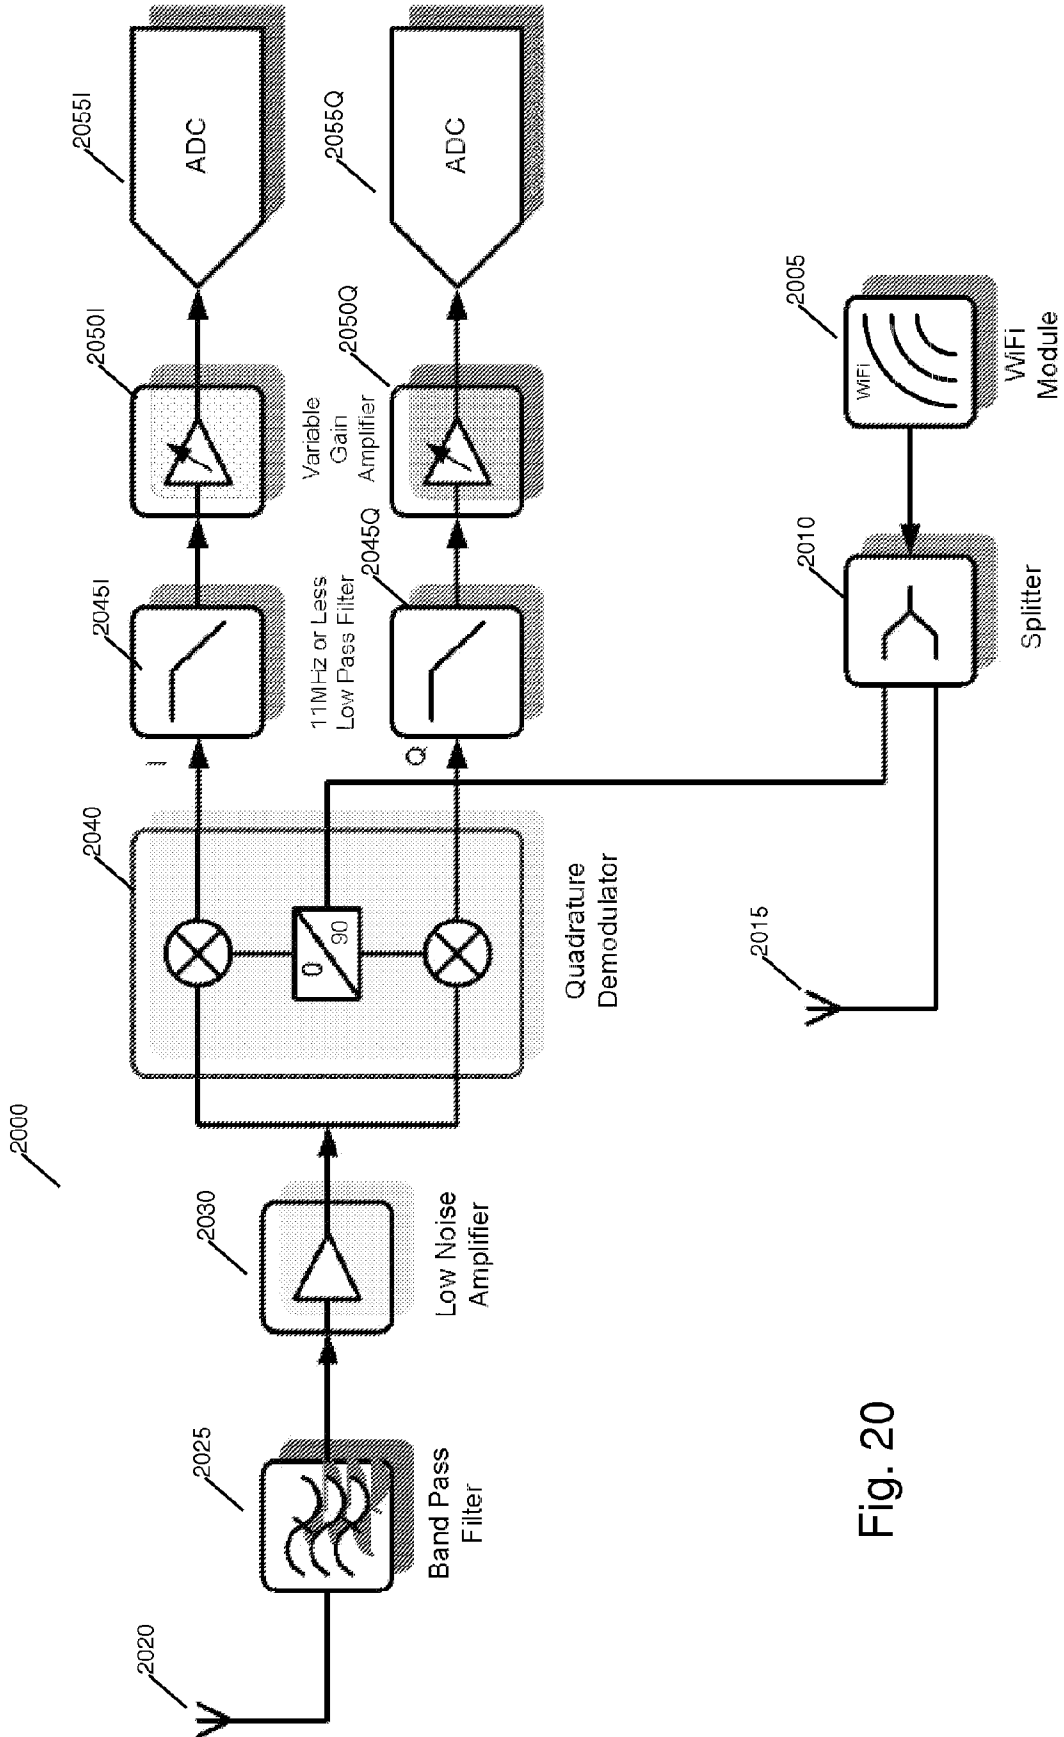 2000
2020
2025
Band Pass
Filter
2030
Low Noise
Amplifier
2040
0
90
Quadrature
Demodulator
I
Q
2045I
11MHz or Less
Low Pass Filter
2045Q
2050I
Variable
Gain
Amplifier
2050Q
2055I
ADC
2055Q
ADC
2015
2010
Splitter
2005
WiFi
WiFi
Module
Fig. 20